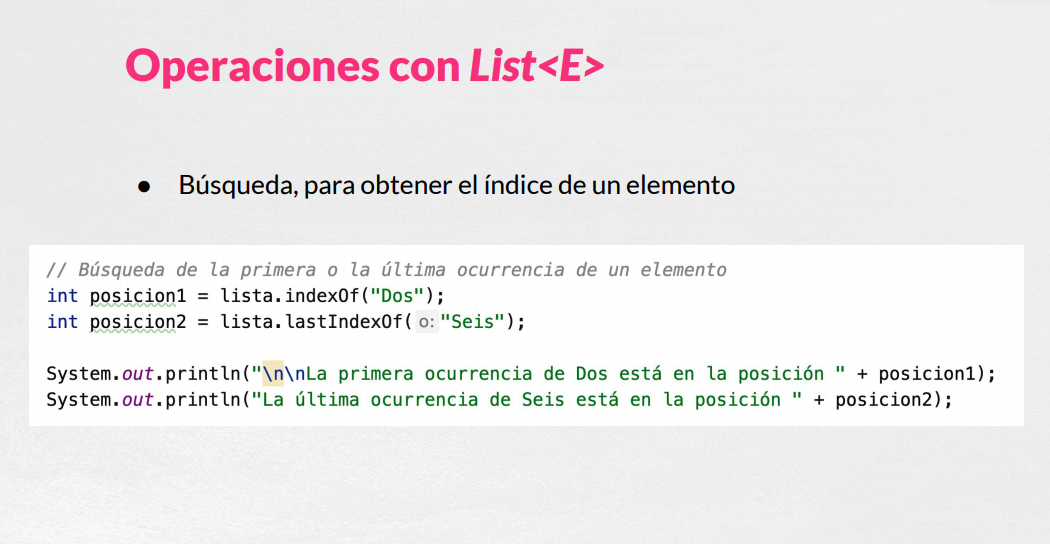 Operaciones con List<E>
● Búsqueda, para obtener el índice de un elemento
// Búsqueda de la primera o la última ocurrencia de un elemento
int posicion1 = lista.indexOf("Dos");
int posicion2 = lista.lastIndexOf( o: "Seis");
System.out.println("\n\nLa primera ocurrencia de Dos está en la posición " + posicion1);
System.out.println("La última ocurrencia de Seis está en la posición " + posicion2);